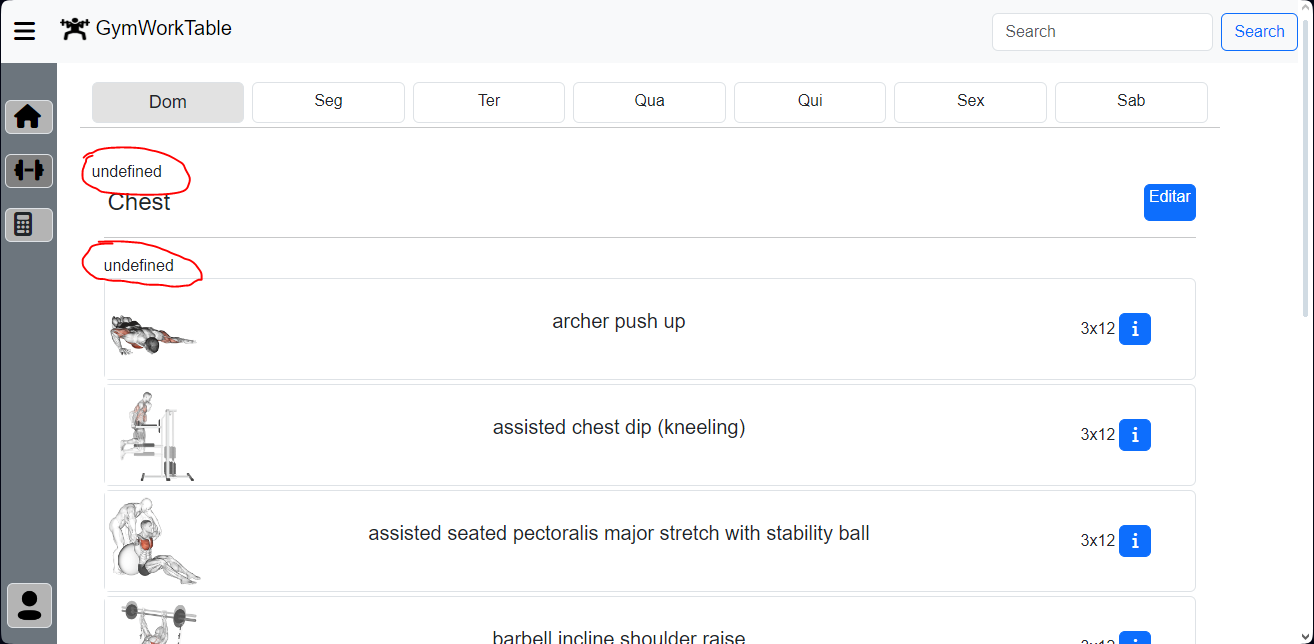 GymWorkTable
Search
Search
Dom
Seg
Ter
Qua
Qui
Sex
Sab
undefined
Chest
Editar
undefined
archer push up
3x12
i
assisted chest dip (kneeling)
3x12
i
assisted seated pectoralis major stretch with stability ball
3x12
i
barbell incline shoulder raise
3x12
i